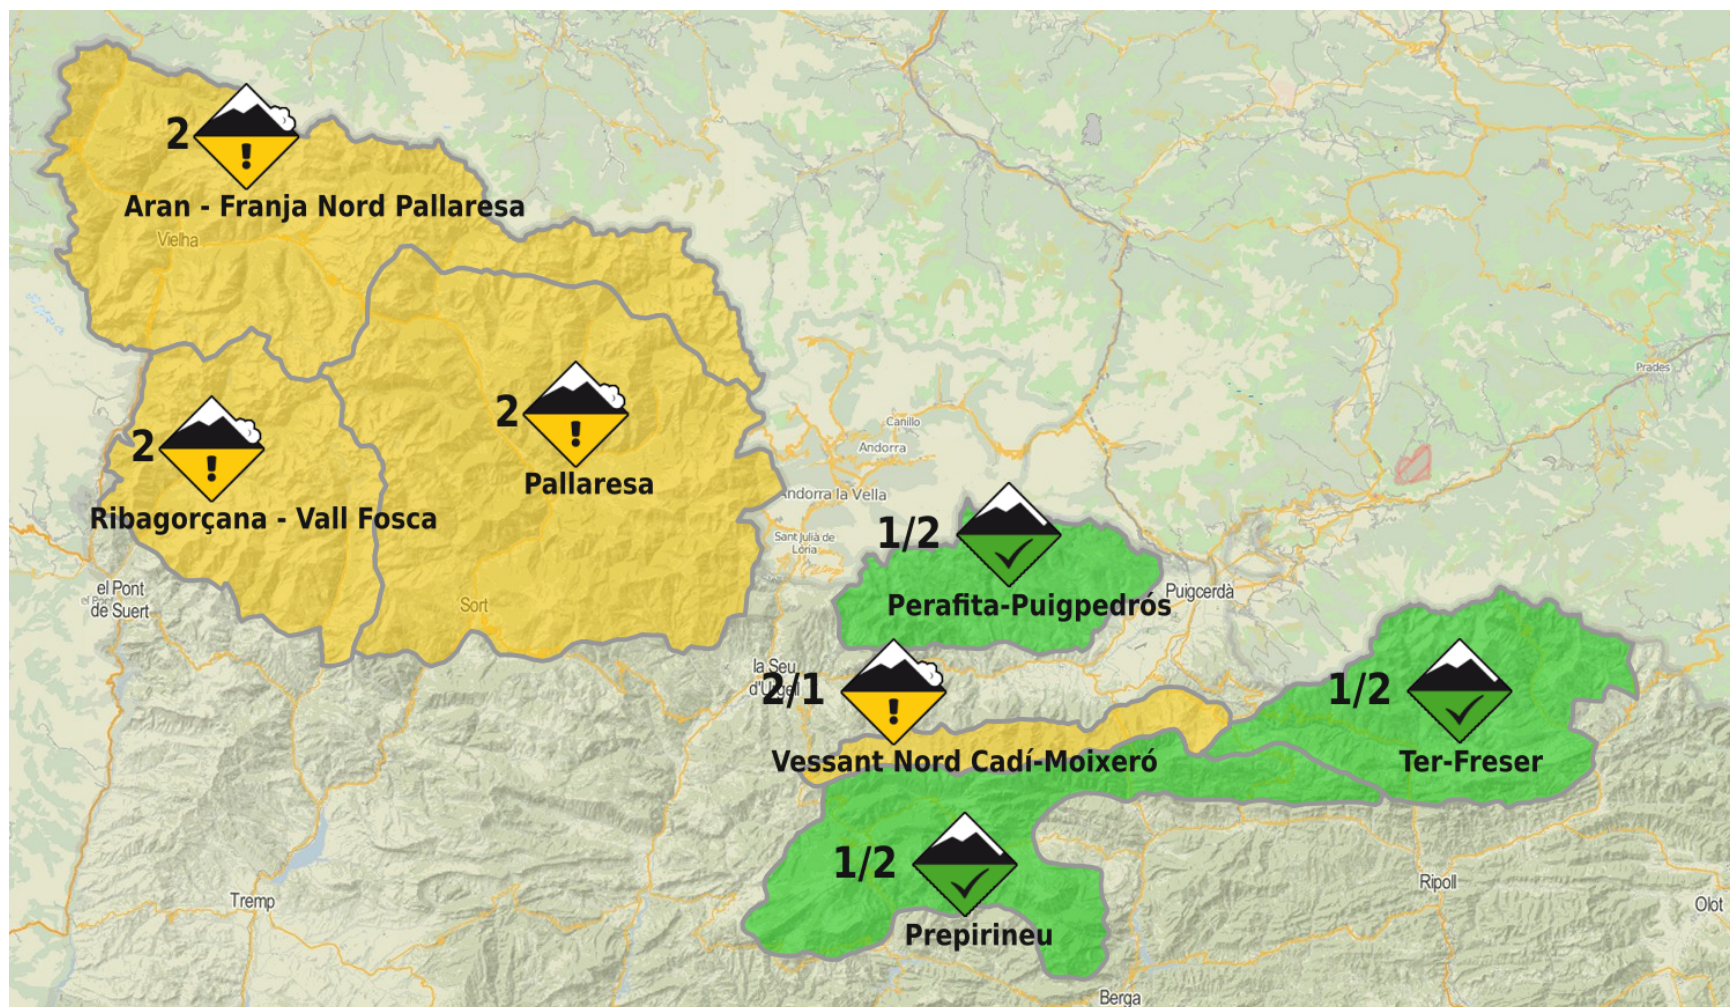 2
!
Aran - Franja Nord Pallaresa
Vielha
2
!
Pallaresa
2
!
Ribagorçana - Vall Fosca
Prades
Canillo
Andorra
Andorra la Vella
Sant Julià de
Lòria
1/2
Perafita-Puigpedrós
Puigcerdà
el Pont
de Suert
Sort
la Seu
d'Urgell
2/1
!
Vessant Nord Cadí-Moixeró
1/2
Ter-Freser
1/2
Prepirineu
Tremp
Ripoll
Olot
Berga